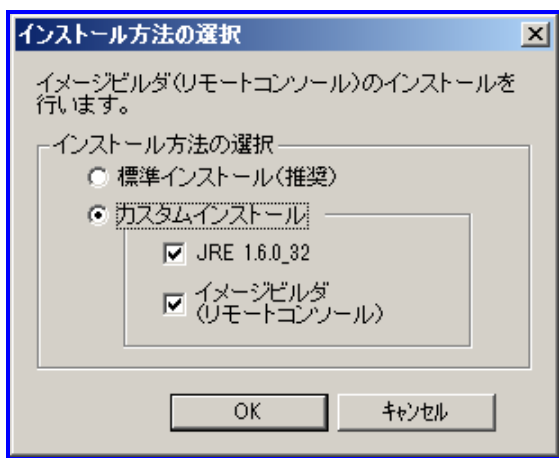 インストール方法の選択
イメージビルダ(リモートコンソール)のインストールを
行います。
インストール方法の選択
標準インストール(推奨)
カスタムインストール
JRE 1.6.0_32
イメージビルダ
(リモートコンソール)
OK
キャンセル